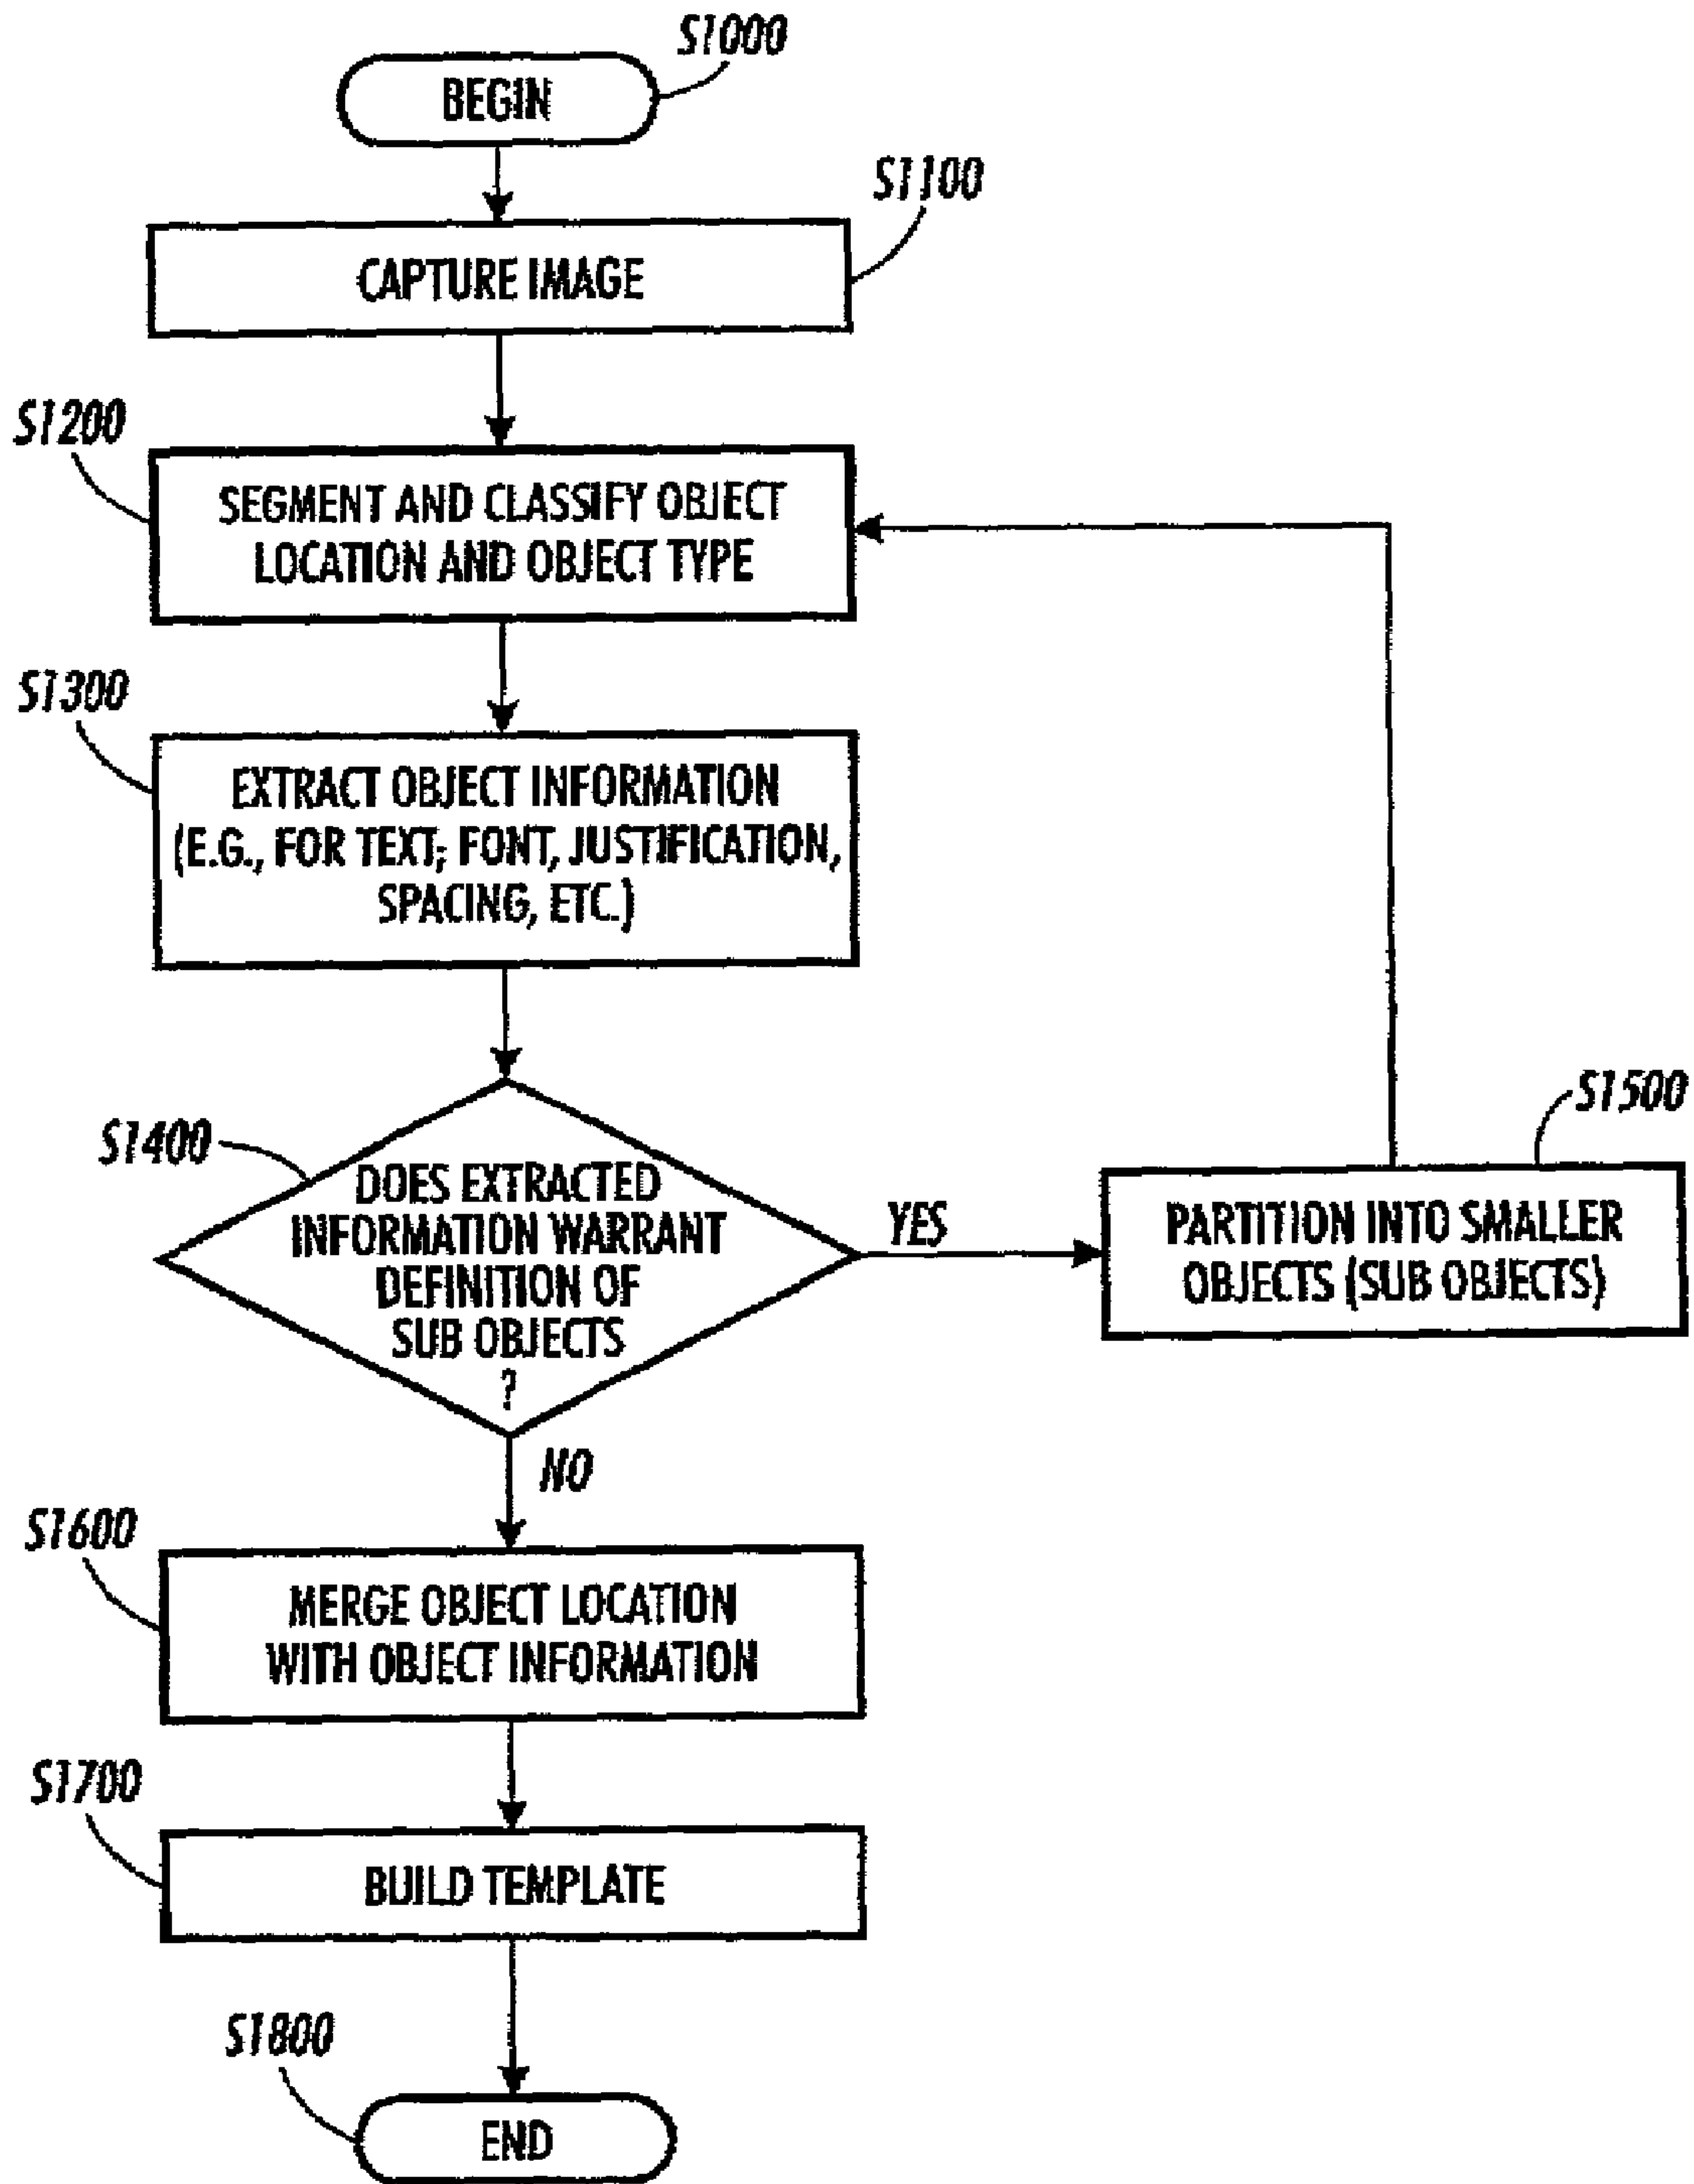 S1000
BEGIN
S1100
CAPTURE IMAGE
S1200
SEGMENT AND CLASSIFY OBJECT
LOCATION AND OBJECT TYPE
S1300
EXTRACT OBJECT INFORMATION
(E.G., FOR TEXT; FONT, JUSTIFICATION,
SPACING, ETC.)
S1400
DOES EXTRACTED
INFORMATION WARRANT
DEFINITION OF
SUB OBJECTS
?
YES
S1500
PARTITION INTO SMALLER
OBJECTS (SUB OBJECTS)
NO
S1600
MERGE OBJECT LOCATION
WITH OBJECT INFORMATION
S1700
BUILD TEMPLATE
S1800
END